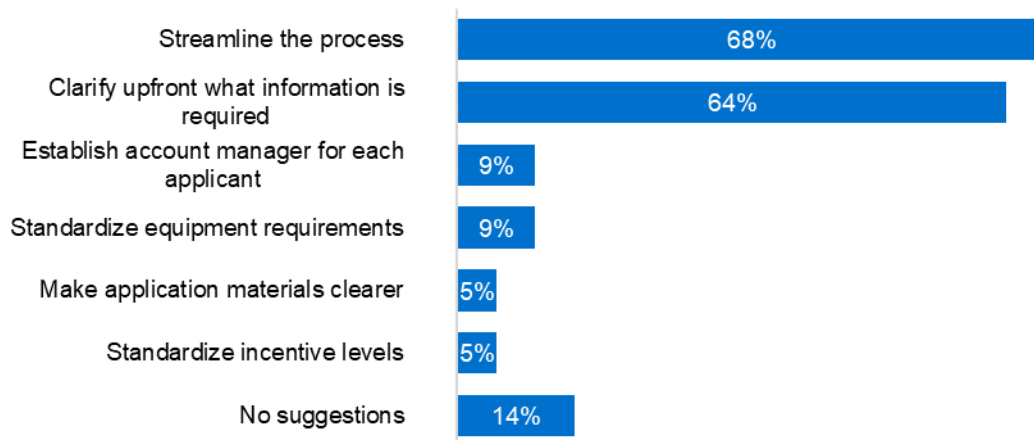 Streamline the process
68%
Clarify upfront what information is
required
64%
Establish account manager for each
applicant
9%
Standardize equipment requirements
9%
Make application materials clearer
5%
Standardize incentive levels
5%
No suggestions
14%